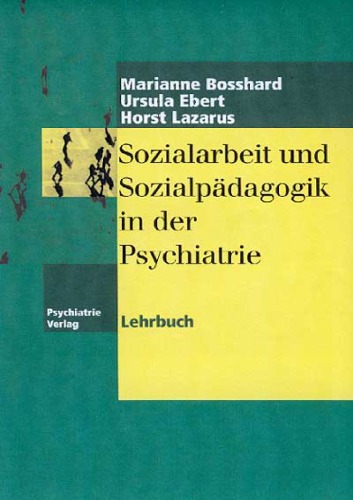 Marianne Bosshard
Ursula Ebert
Horst Lazarus
Sozialarbeit und
Sozialpädagogik
in der
Psychiatrie
Psychiatrie
Verlag
Lehrbuch